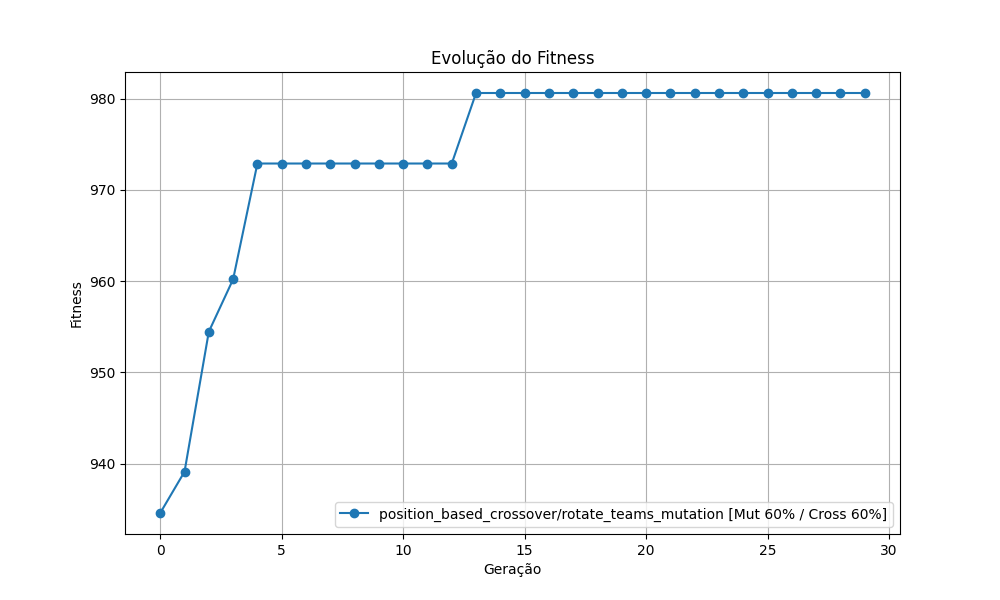 Evolução do Fitness
980
970
960
950
940
Fitness
position_based_crossover/rotate_teams_mutation [Mut 60% / Cross 60%]
0 5 10 15 20 25 30
Geração